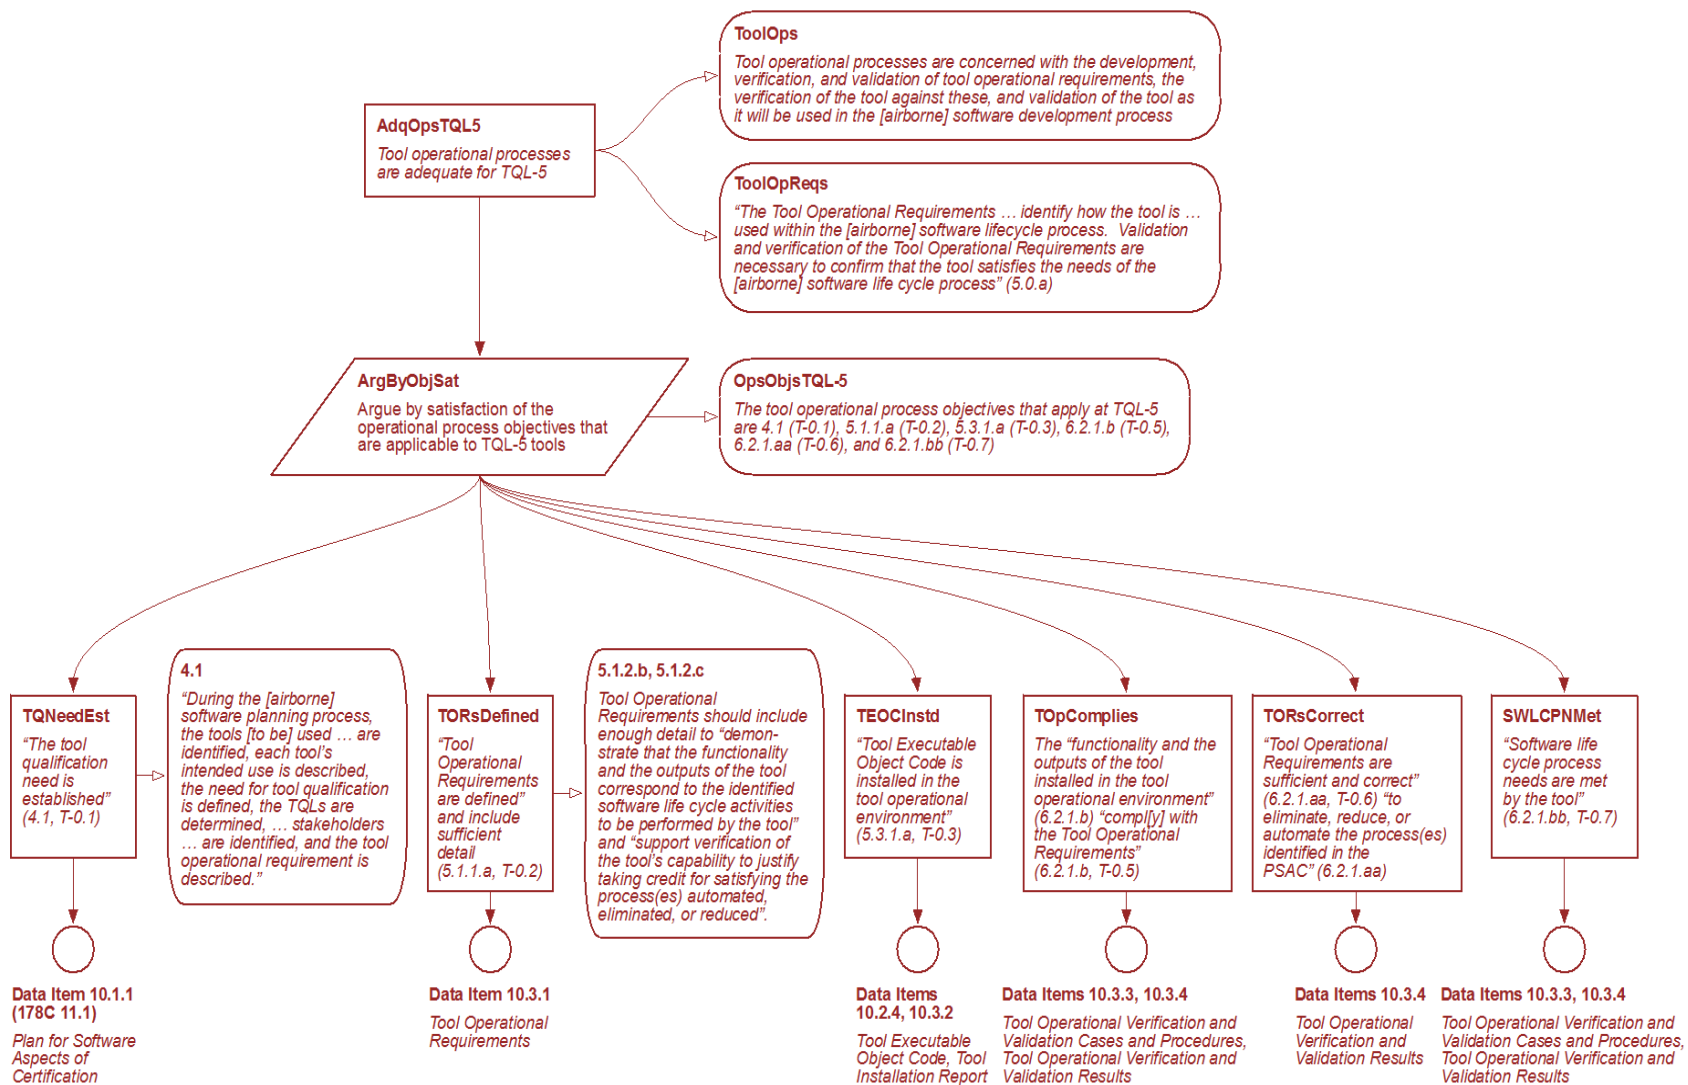 ToolOps
Tool operational processes are concerned with the development,
verification, and validation of tool operational requirements, the
verification of the tool against these, and validation of the tool as
it will be used in the [airborne] software development process
AdqOpsTQL5
Tool operational processes
are adequate for TQL-5
ToolOpReqs
“The Tool Operational Requirements … identify how the tool is …
used within the [airborne] software lifecycle process.  Validation
and verification of the Tool Operational Requirements are
necessary to confirm that the tool satisfies the needs of the
[airborne] software life cycle process” (5.0.a)
ArgByObjSat
Argue by satisfaction of the
operational process objectives that
are applicable to TQL-5 tools
OpsObjsTQL-5
The tool operational process objectives that apply at TQL-5
are 4.1 (T-0.1), 5.1.1.a (T-0.2), 5.3.1.a (T-0.3), 6.2.1.b (T-0.5),
6.2.1.aa (T-0.6), and 6.2.1.bb (T-0.7)
TQNeedEst
“The tool
qualification
need is
established”
(4.1, T-0.1)
4.1
“During the [airborne]
software planning process,
the tools [to be] used … are
identified, each tool’s
intended use is described,
the need for tool qualification
is defined, the TQLs are
determined, … stakeholders
… are identified, and the tool
operational requirement is
described.”
TORsDefined
“Tool
Operational
Requirements
are defined”
and include
sufficient
detail
(5.1.1.a, T-0.2)
5.1.2.b, 5.1.2.c
Tool Operational
Requirements should include
enough detail to “demon-
strate that the functionality
and the outputs of the tool
correspond to the identified
software life cycle activities
to be performed by the tool”
and “support verification of
the tool’s capability to justify
taking credit for satisfying the
process(es) automated,
eliminated, or reduced”.
TEOCInstd
“Tool Executable
Object Code is
installed in the
tool operational
environment”
(5.3.1.a, T-0.3)
TOpComplies
The “functionality and the
outputs of the tool
installed in the tool
operational environment”
(6.2.1.b) “compl[y] with
the Tool Operational
Requirements”
(6.2.1.b, T-0.5)
TORsCorrect
“Tool Operational
Requirements are
sufficient and correct”
(6.2.1.aa, T-0.6) “to
eliminate, reduce, or
automate the process(es)
identified in the
PSAC” (6.2.1.aa)
SWLCPNMet
“Software life
cycle process
needs are met
by the tool”
(6.2.1.bb, T-0.7)
Data Item 10.1.1
(178C 11.1)
Plan for Software
Aspects of
Certification
Data Item 10.3.1
Tool Operational
Requirements
Data Items
10.2.4, 10.3.2
Tool Executable
Object Code, Tool
Installation Report
Data Items 10.3.3, 10.3.4
Tool Operational Verification and
Validation Cases and Procedures,
Tool Operational Verification and
Validation Results
Data Items 10.3.4
Tool Operational
Verification and
Validation Results
Data Items 10.3.3, 10.3.4
Tool Operational Verification and
Validation Cases and Procedures,
Tool Operational Verification and
Validation Results